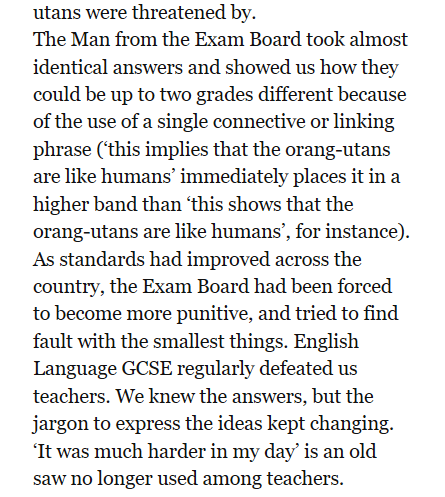 utans were threatened by.
The Man from the Exam Board took almost
identical answers and showed us how they
could be up to two grades different because
of the use of a single connective or linking
phrase (‘this implies that the orang-utans
are like humans’ immediately places it in a
higher band than ‘this shows that the
orang-utans are like humans’, for instance).
As standards had improved across the
country, the Exam Board had been forced
to become more punitive, and tried to find
fault with the smallest things. English
Language GCSE regularly defeated us
teachers. We knew the answers, but the
jargon to express the ideas kept changing.
‘It was much harder in my day’ is an old
saw no longer used among teachers.